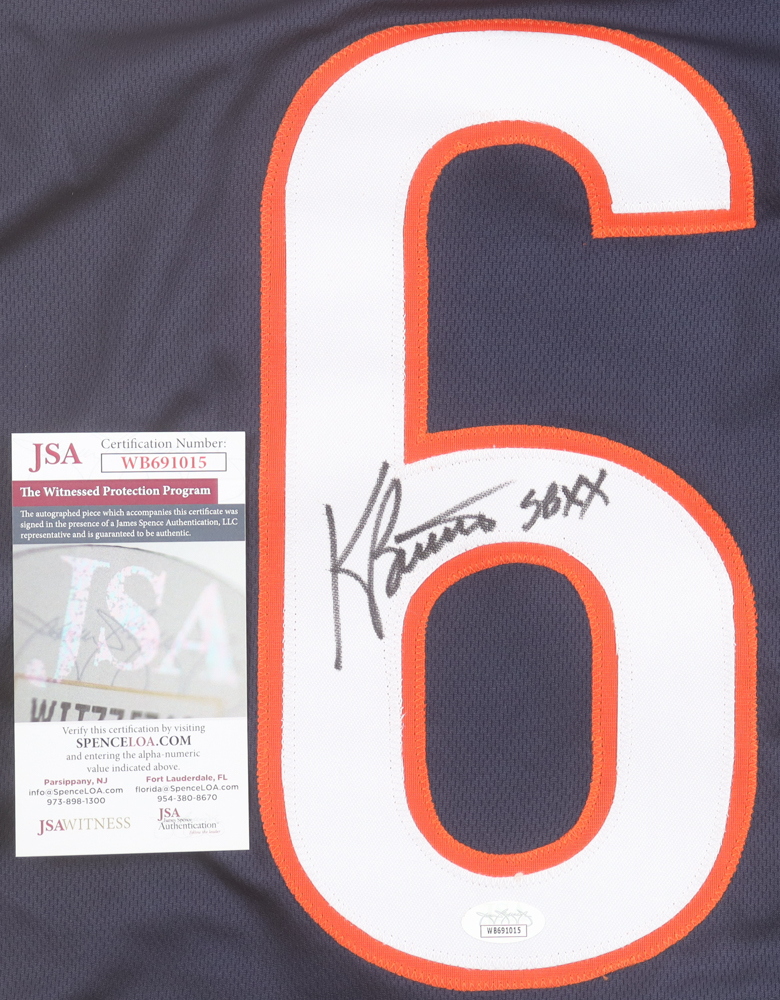 6
JSA
Certification Number:
WB691015
The Witnessed Protection Program
The autographed piece which accompanies this certificate was
signed in the presence of a James Spence Authentication, LLC
representative and is guaranteed to be authentic.
JSA
Verify this certification by visiting
SPENCELOA.COM
and entering the alpha-numeric
value indicated above.
Parsippany, NJ
info@SpenceLOA.com
973-898-1300
Fort Lauderdale, FL
florida@SpenceLOA.com
954-380-8670
JSAWITNESS
JSA
Authentication
SBXX
WB691015